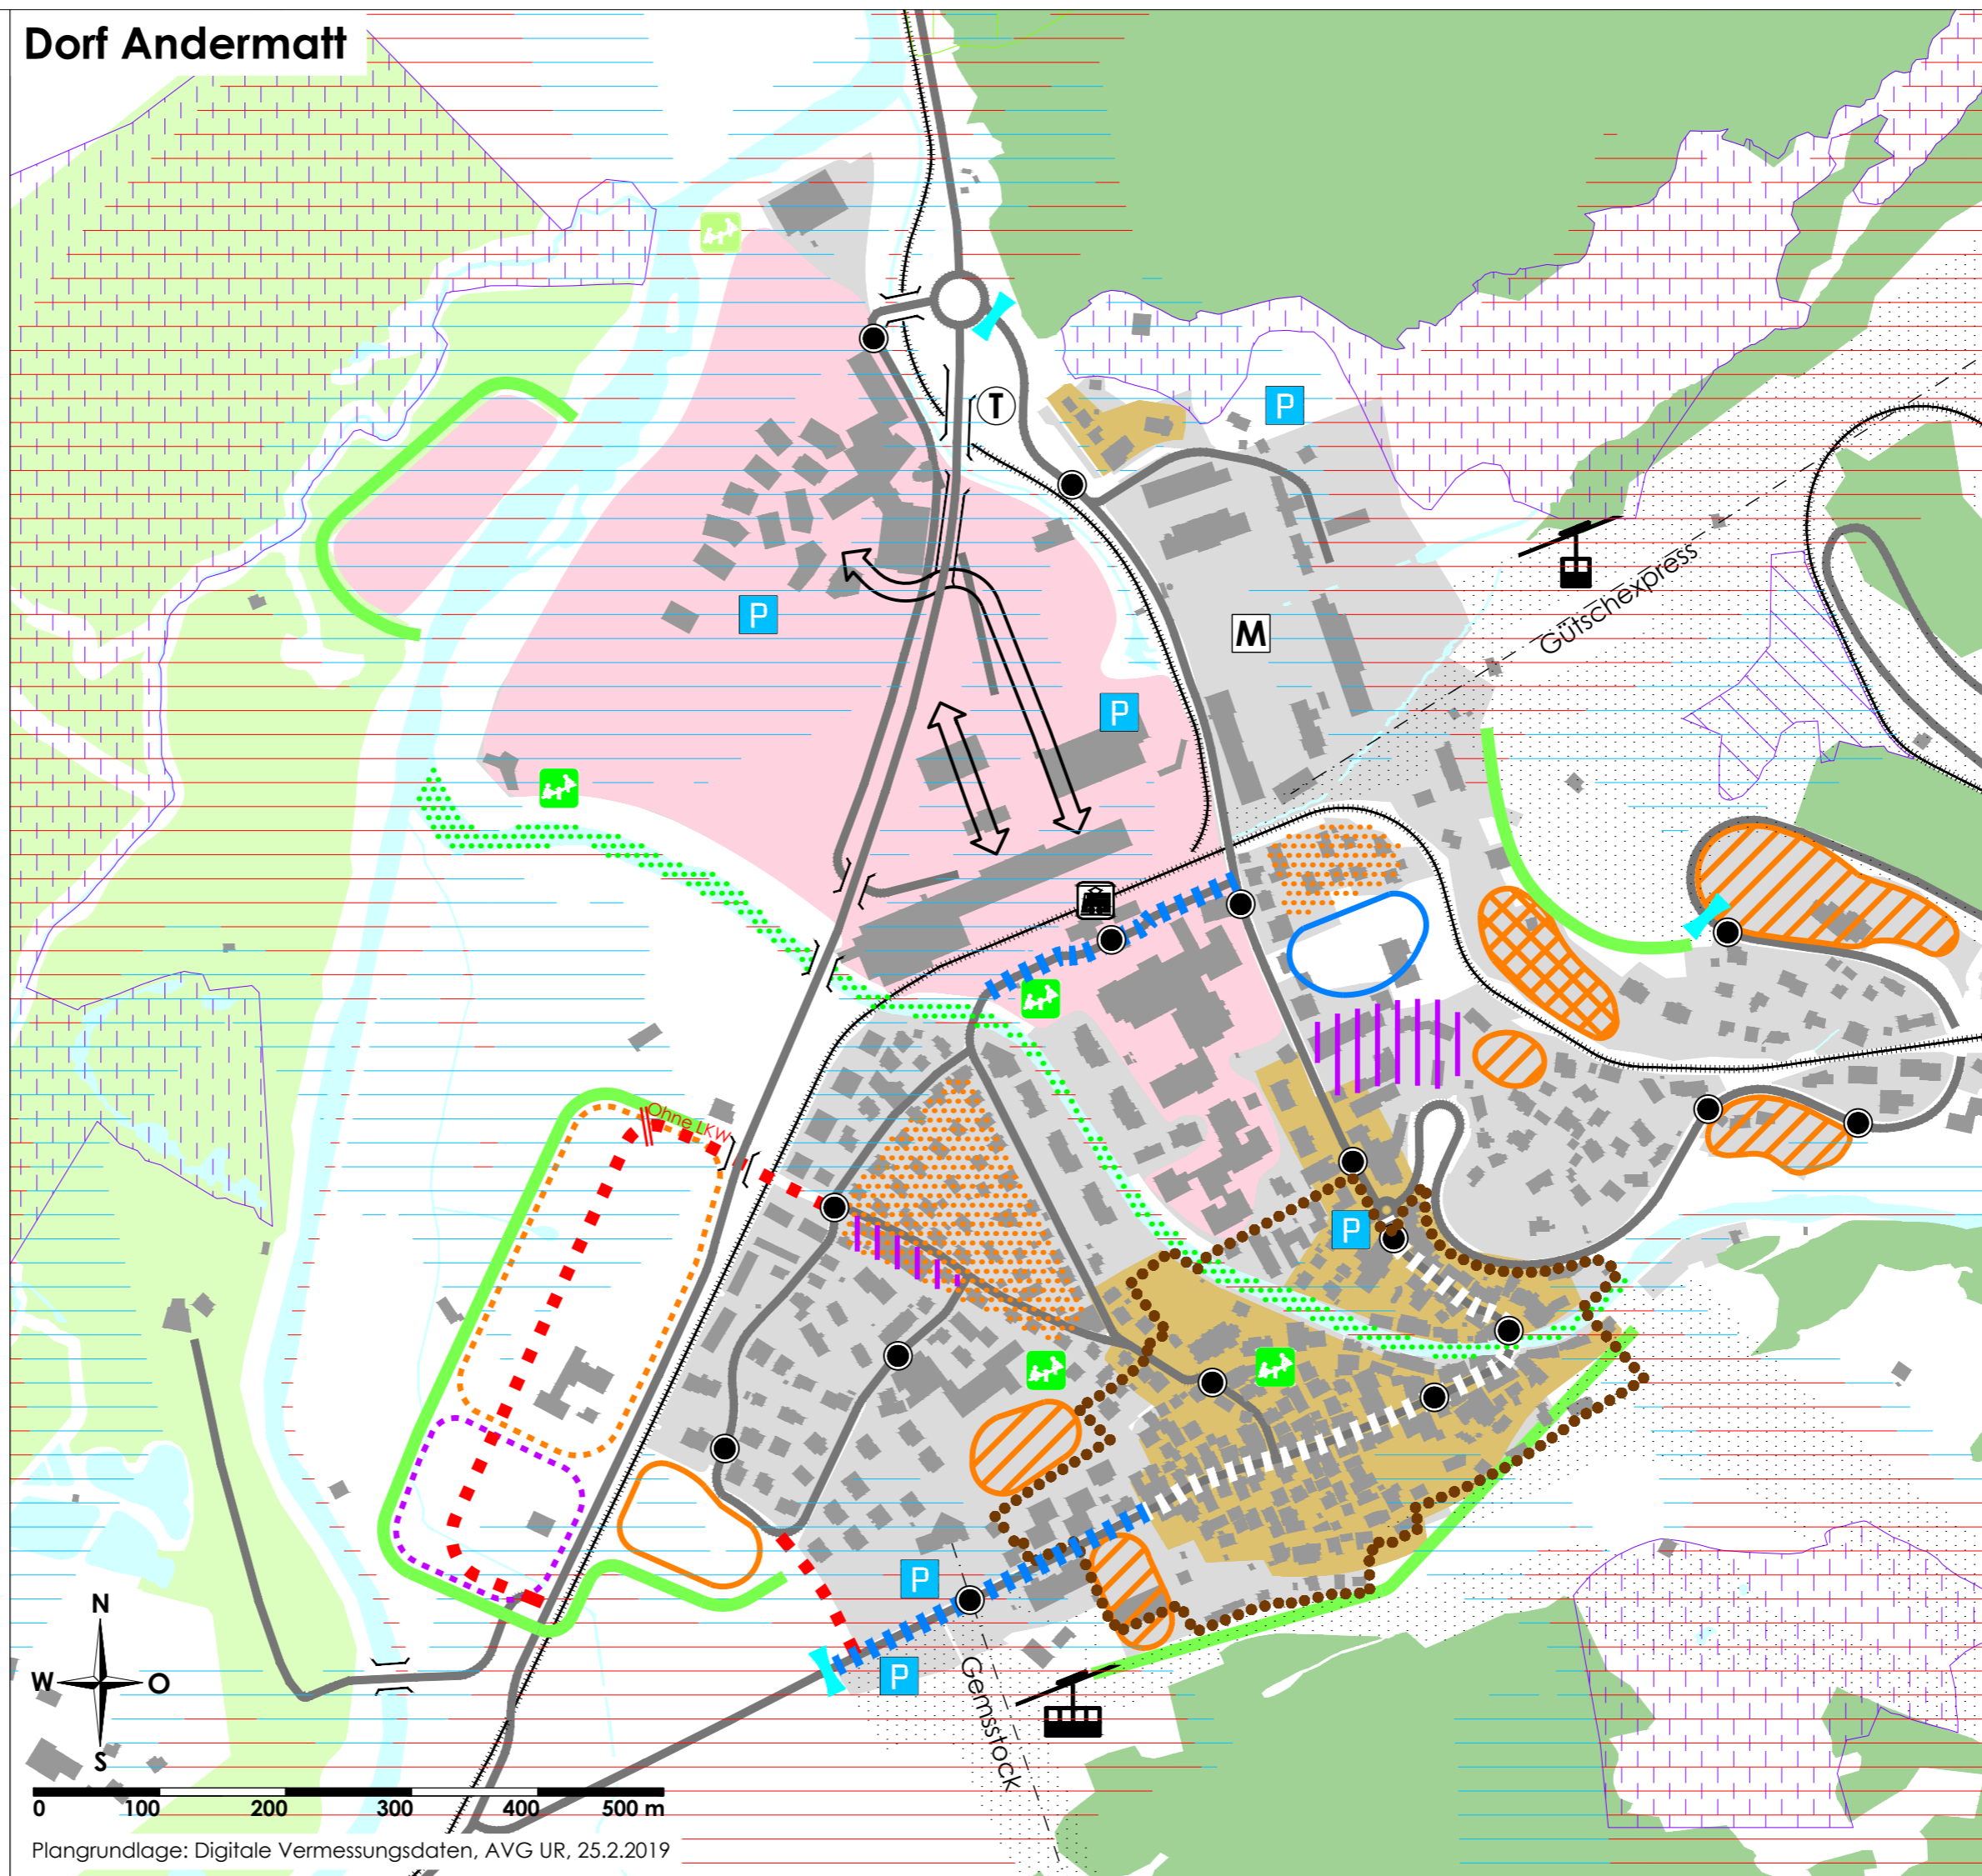 Dorf Andermatt
T
P
P
M
P
Gütschexpress
Ohne LKW
P
P
P
Gemsstock
N
W O
S
0 100 200 300 400 500 m
Plangrundlage: Digitale Vermessungsdaten, AVG UR, 25.2.2019